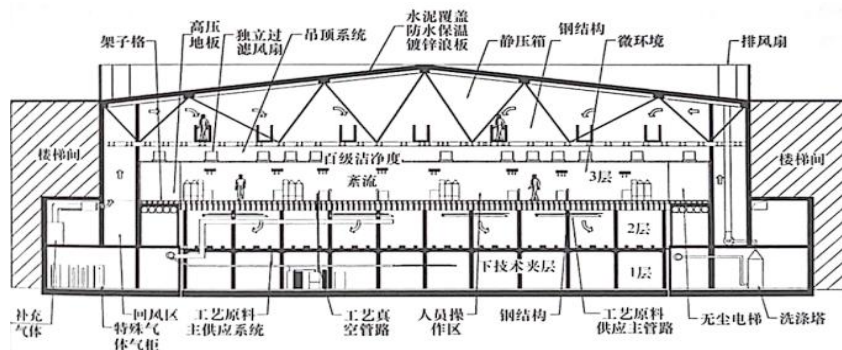 水泥覆盖
防水保温
镀锌浪板
高压
地板
架子格
独立过
滤风扇
吊顶系统
静压箱
钢结构
微环境
排风扇
楼梯间
百级洁净度
紊流
3层
楼梯间
2层
下技术夹层
1层
补充
气体
回风区
特殊气
体气柜
工艺原料
主供应系统
工艺真
空管路
人员操
作区
钢结构
工艺原料
供应主管路
无尘电梯
洗涤塔